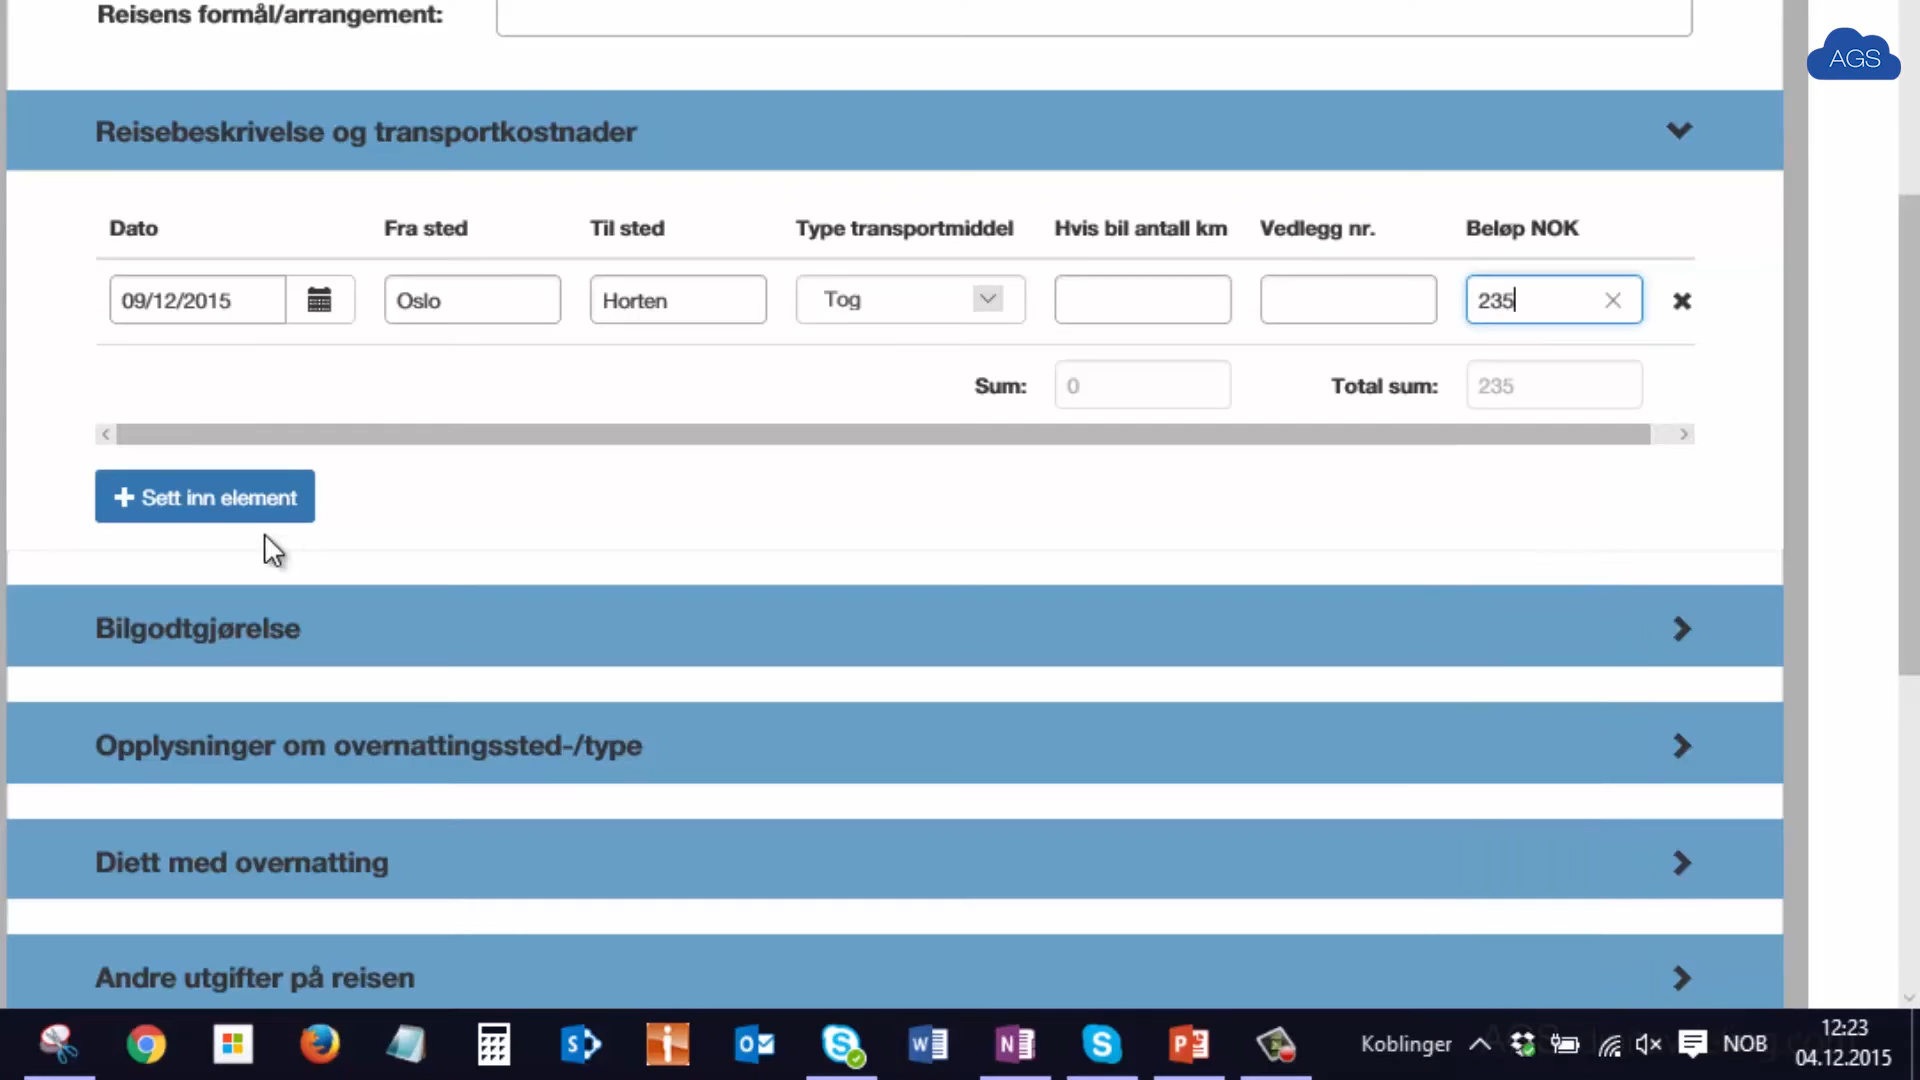 Reisens formål/arrangement:
AGS
Reisebeskrivelse og transportkostnader
Dato Fra sted Til sted Type transportmiddel Hvis bil antall km Vedlegg nr. Beløp NOK
09/12/2015 Oslo Horten Tog 235
Sum: 0 Total sum: 235
Sett inn element
Bilgodtgjørelse
Opplysninger om overnattingssted-/type
Diett med overnatting
Andre utgifter på reisen
Koblinger NOB 12:23
04.12.2015